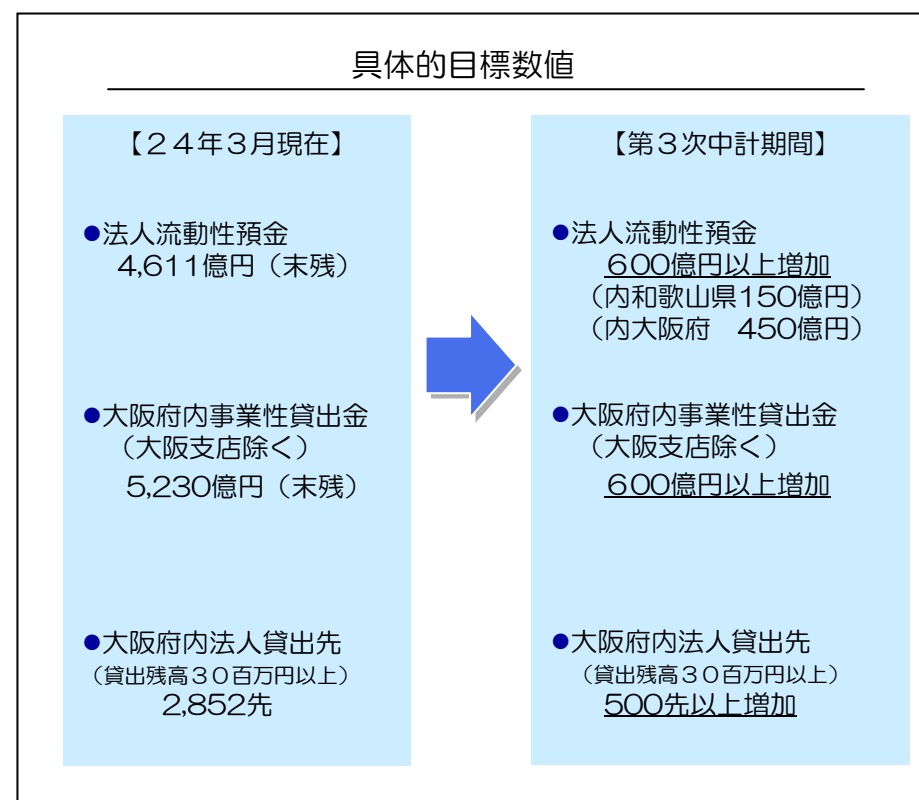 具体的目標数値
【２４年３月現在】
●法人流動性預金
4,611億円（末残）
●大阪府内事業性貸出金
（大阪支店除く）
5,230億円（末残）
●大阪府内法人貸出先
（貸出残高３０百万円以上）
2,852先
【第３次中計期間】
●法人流動性預金
６００億円以上増加
（内和歌山県150億円）
（内大阪府　450億円）
●大阪府内事業性貸出金
（大阪支店除く）
６００億円以上増加
●大阪府内法人貸出先
（貸出残高３０百万円以上）
500先以上増加